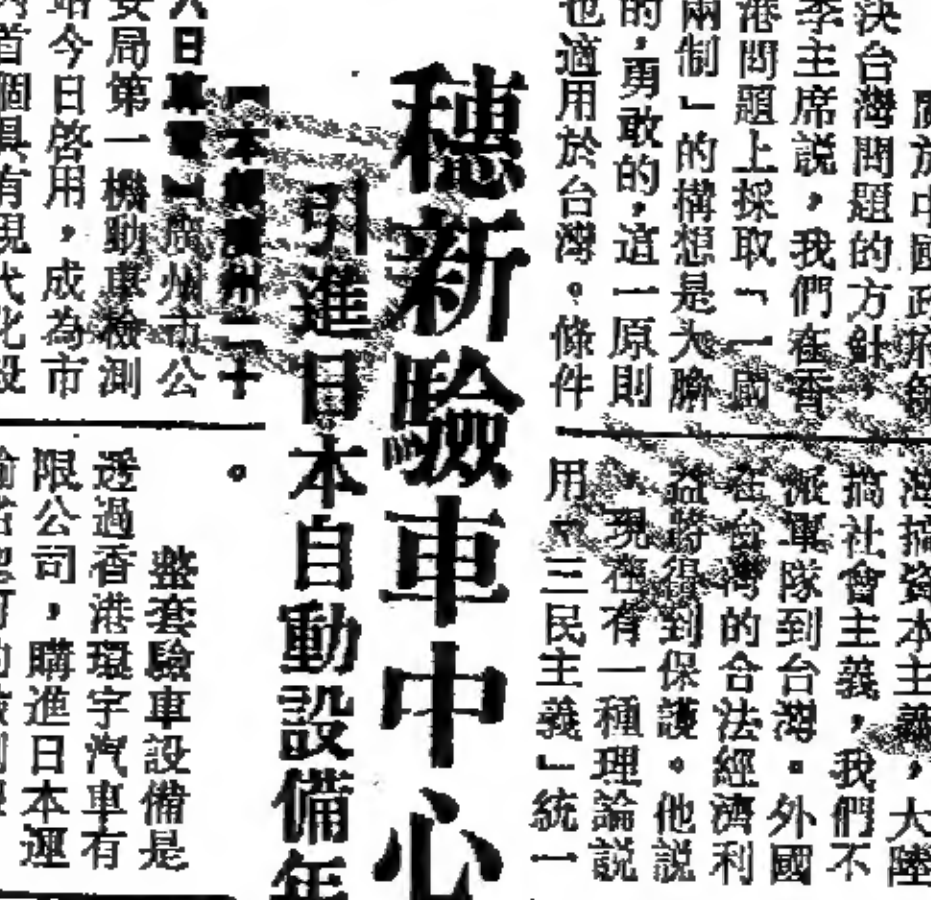 廣於中國政府
決台灣問題的方針，
李主席説，我們在香
港問題上採取「一國
兩制」的構想是大膽
的，勇敢的，這一原則
也適用於台灣。條件
灣搞資本主義，大陸
搞社會主義，我們不
派軍隊到台灣。外國
在台灣的合法經濟利
益將得到保護。他説
，現在有一種理論説
用「三民主義」統一
穗新驗車中心
引進日本自動設備年
【本報廣州二十
八日專電】廣州市公
安局第一機動車檢測
站今日啓用，成為市
內首個具有現代化設
。
整套驗車設備是
透過香港環宇汽車有
限公司，購進日本運